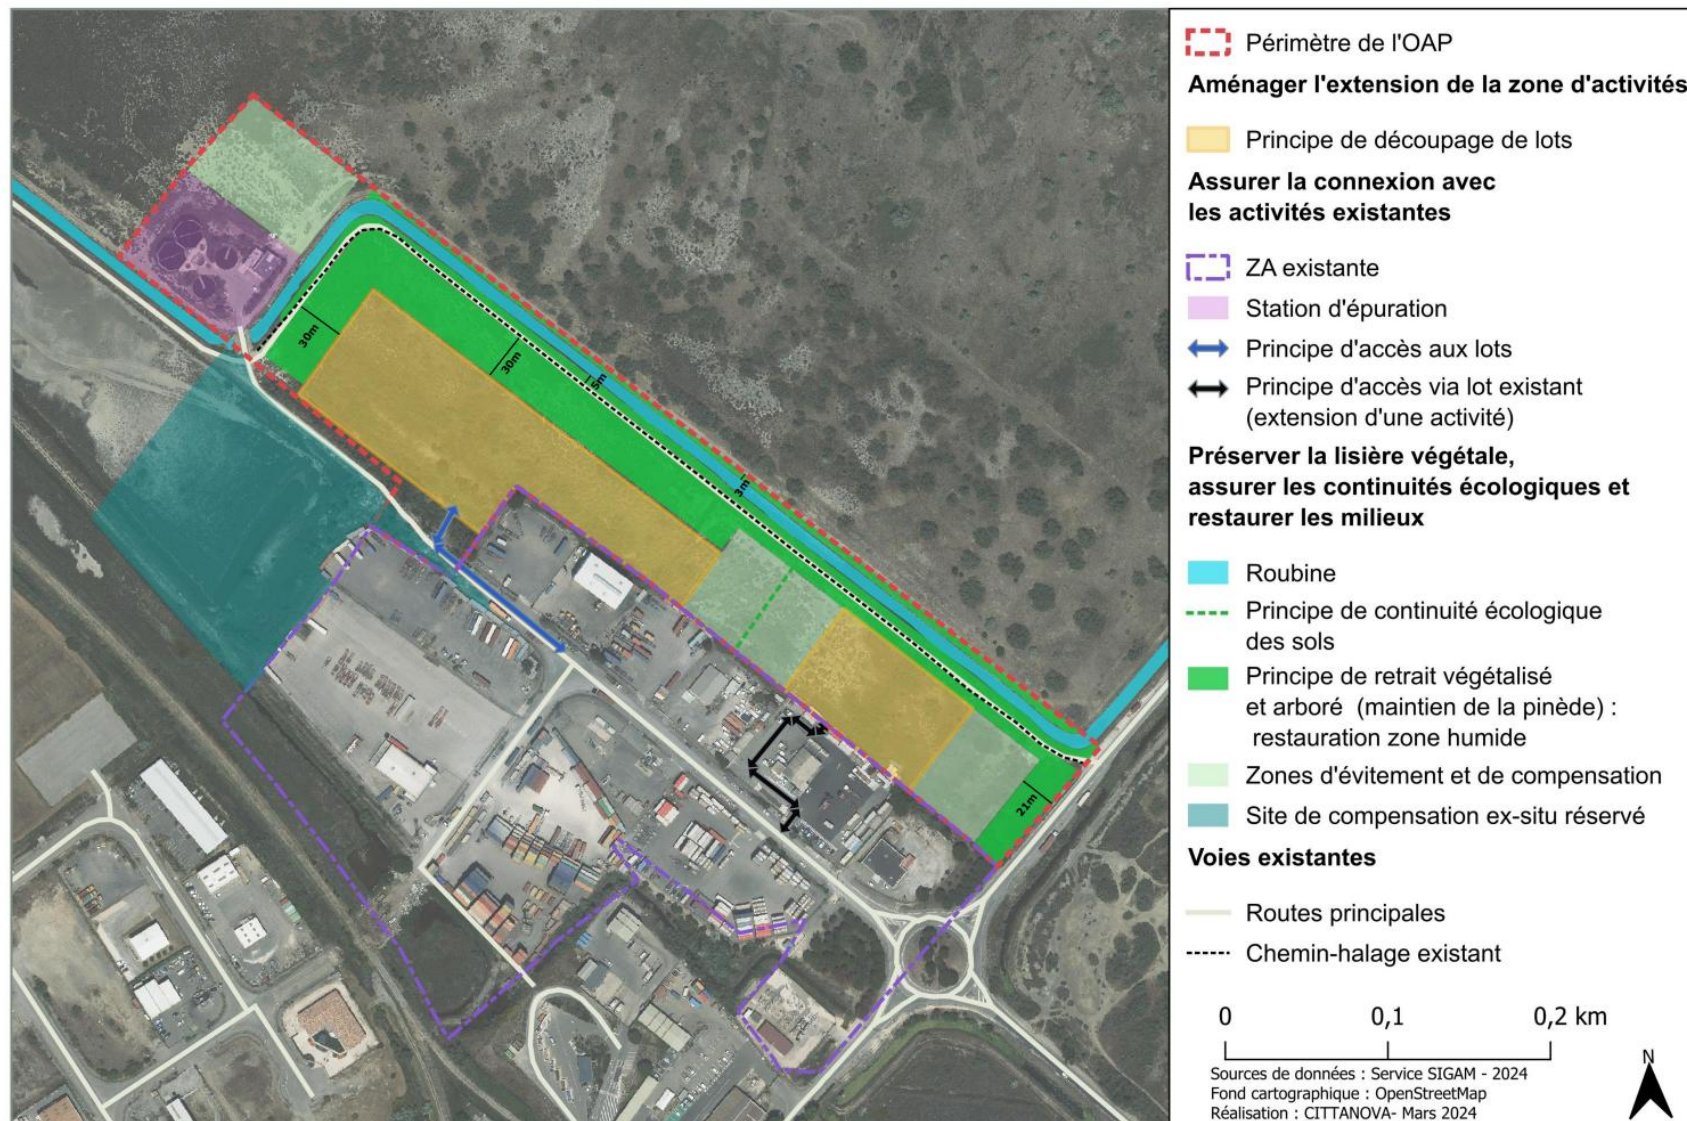 30m
30m
5m
3m
21m
Périmètre de l'OAP
Aménager l'extension de la zone d'activités
Principe de découpage de lots
Assurer la connexion avec
les activités existantes
ZA existante
Station d'épuration
Principe d'accès aux lots
Principe d'accès via lot existant
(extension d'une activité)
Préserver la lisière végétale,
assurer les continuités écologiques et
restaurer les milieux
Roubine
Principe de continuité écologique
des sols
Principe de retrait végétalisé
et arboré (maintien de la pinède) :
restauration zone humide
Zones d'évitement et de compensation
Site de compensation ex-situ réservé
Voies existantes
Routes principales
Chemin-halage existant
0 0,1 0,2 km
Sources de données : Service SIGAM - 2024
Fond cartographique : OpenStreetMap
Réalisation : CITTANOVA- Mars 2024
N